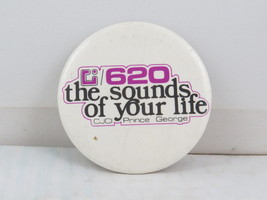 620
the sounds
of your life
CJCI Prince George